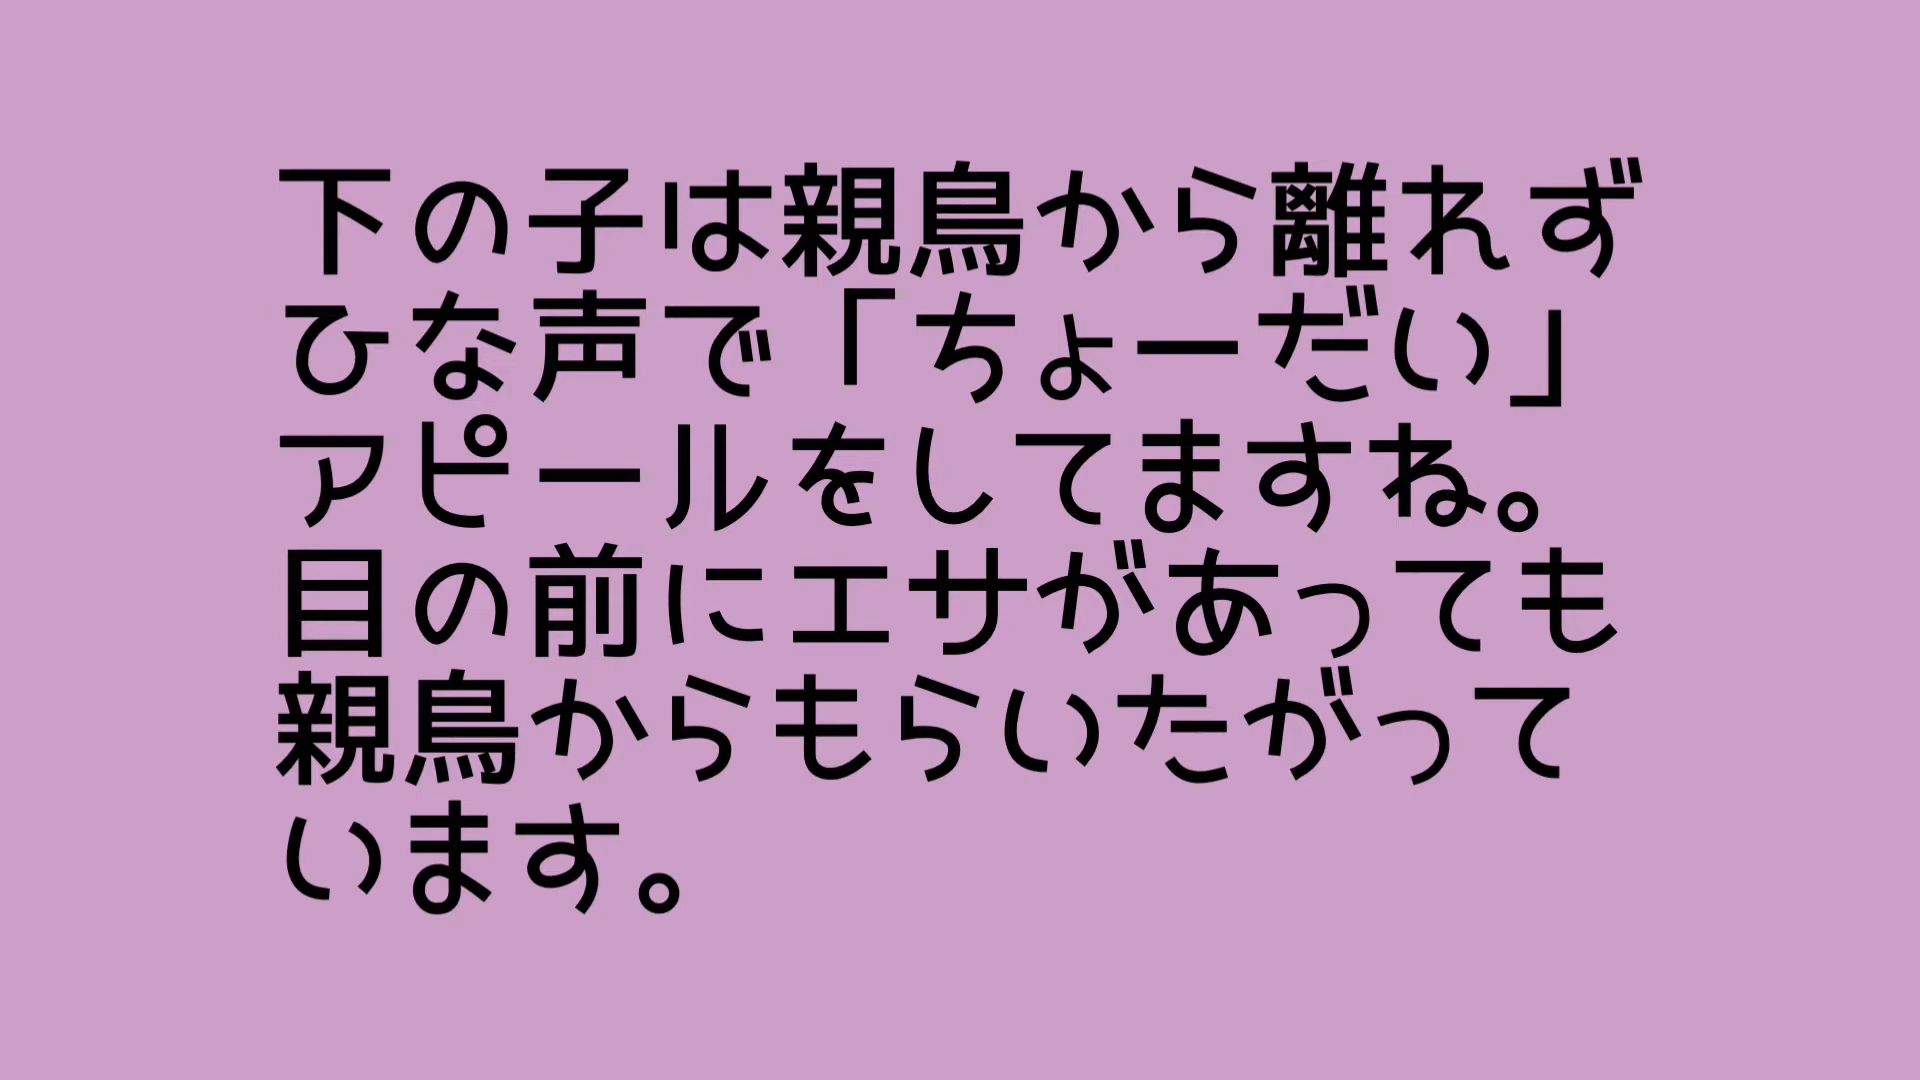 下の子は親鳥から離れず
ひな声で「ちょーだい」
アピールをしてますね。
目の前にエサがあっても
親鳥からもらいたがって
います。